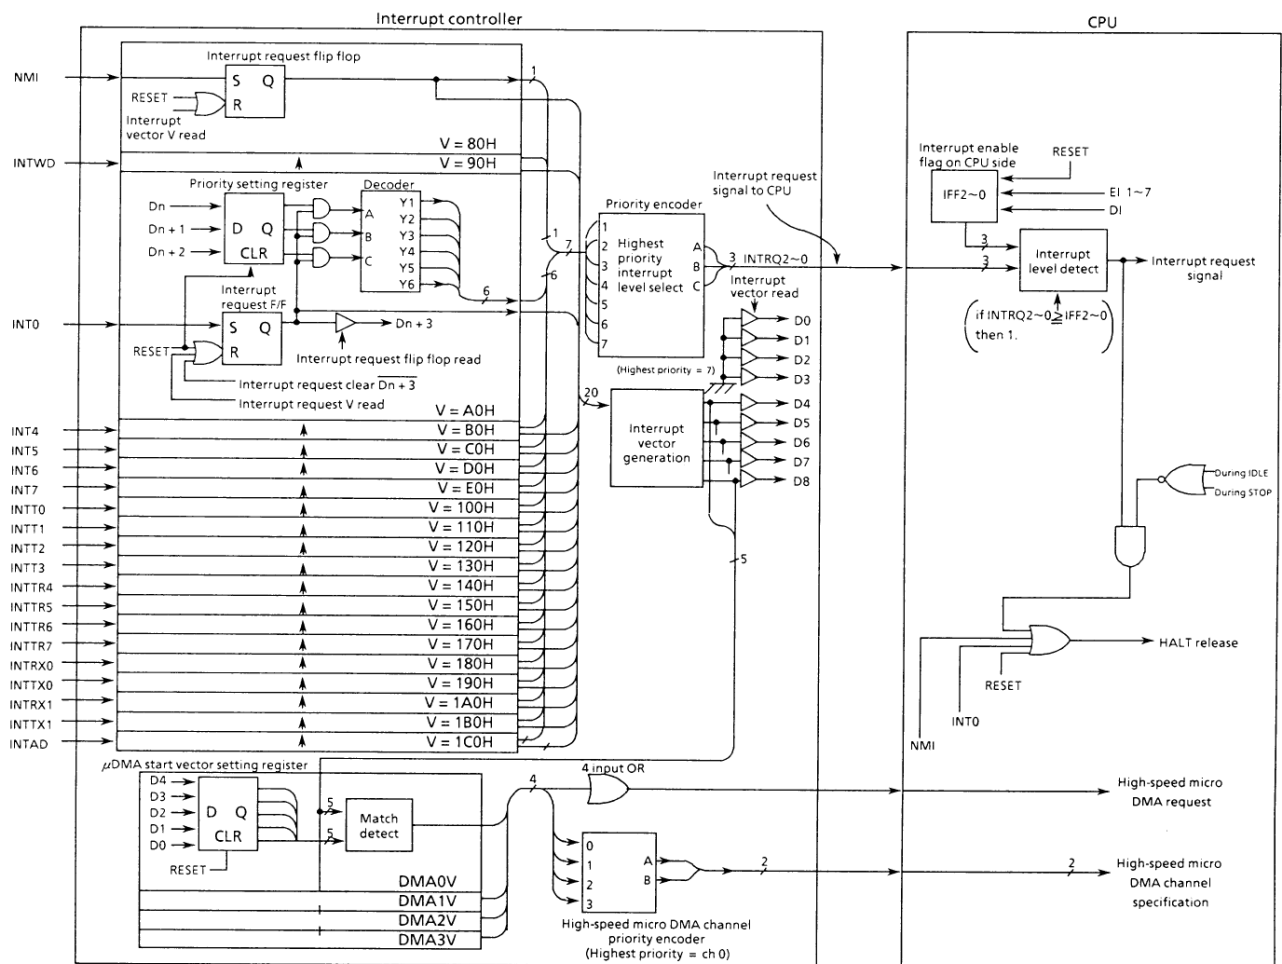 Interrupt controller
CPU
Interrupt request flip flop
NMI
S Q
R
RESET
Interrupt
vector V read
1
V = 80H
INTWD
V = 90H
Priority setting register
Decoder
Dn
Dn + 1
Dn + 2
D Q
CLR
A
B
C
Y1
Y2
Y3
Y4
Y5
Y6
6
Interrupt
request F/F
INT0
S Q
R
RESET
Dn + 3
Interrupt request flip flop read
Interrupt request clear Dn + 3
Interrupt request V read
V = A0H
INT4
V = B0H
INT5
V = C0H
INT6
V = D0H
INT7
V = E0H
INTT0
V = 100H
INTT1
V = 110H
INTT2
V = 120H
INTT3
V = 130H
INTTR4
V = 140H
INTTR5
V = 150H
INTTR6
V = 160H
INTTR7
V = 170H
INTRX0
V = 180H
INTTX0
V = 190H
INTRX1
V = 1A0H
INTTX1
V = 1B0H
INTAD
V = 1C0H
1
7
6
Priority encoder
1
2
3
4
5
6
7
Highest
priority
interrupt
level select
A
B
C
(Highest priority = 7)
3
INTRQ2~0
Interrupt request
signal to CPU
Interrupt
vector read
D0
D1
D2
D3
D4
D5
D6
D7
D8
20
Interrupt
vector
generation
5
Interrupt enable
flag on CPU side
RESET
IFF2~0
EI 1~7
DI
3
3
Interrupt
level detect
Interrupt request
signal
if INTRQ2~0 ≧ IFF2~0
then 1.
During IDLE
During STOP
HALT release
RESET
INT0
NMI
μDMA start vector setting register
D4
D3
D2
D1
D0
D Q
CLR
RESET
5
5
Match
detect
DMA0V
DMA1V
DMA2V
DMA3V
4
4 input OR
0
1
2
3
A
B
High-speed micro DMA channel
priority encoder
(Highest priority = ch 0)
2
2
High-speed micro
DMA request
High-speed micro
DMA channel
specification